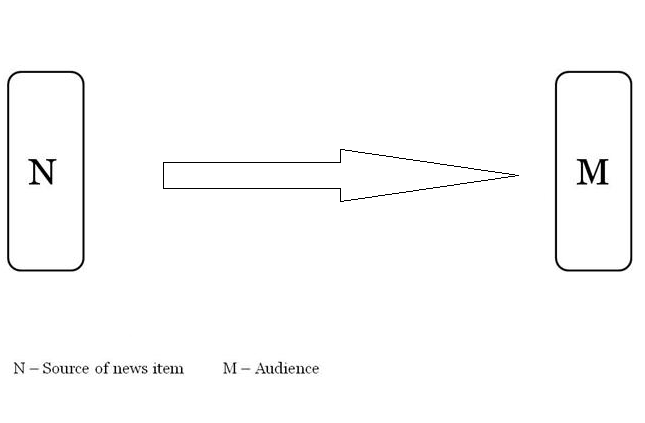 N
M
N – Source of news item
M – Audience